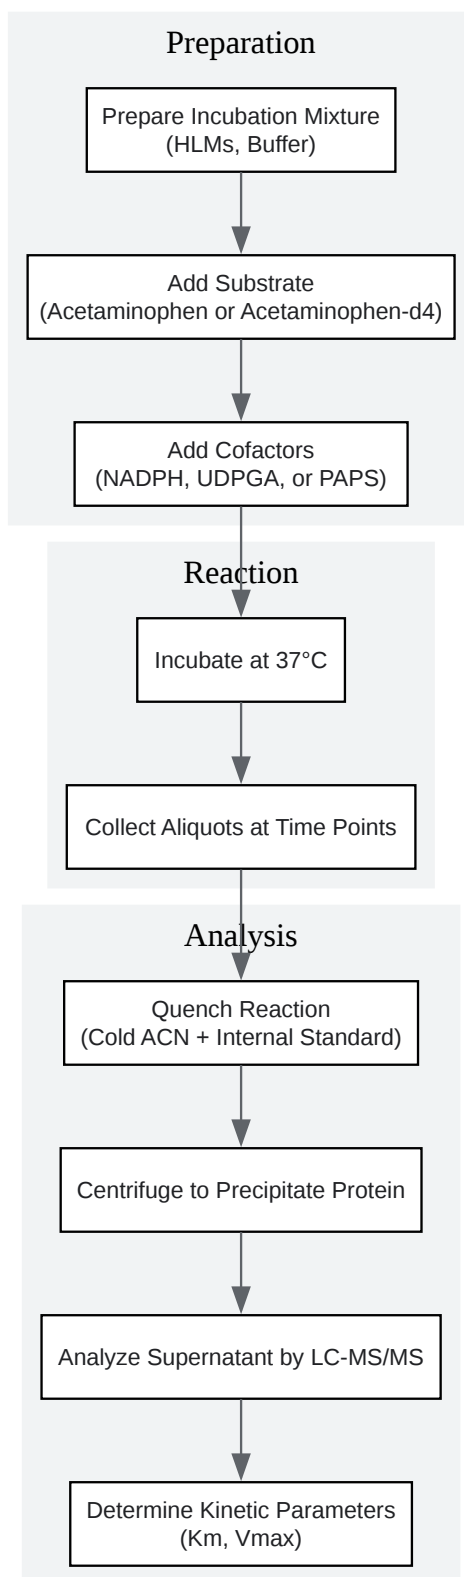 Preparation
Prepare Incubation Mixture
(HLMs, Buffer)
Add Substrate
(Acetaminophen or Acetaminophen-d4)
Add Cofactors
(NADPH, UDPGA, or PAPS)
Reaction
Incubate at 37°C
Collect Aliquots at Time Points
Analysis
Quench Reaction
(Cold ACN + Internal Standard)
Centrifuge to Precipitate Protein
Analyze Supernatant by LC-MS/MS
Determine Kinetic Parameters
(Km, Vmax)